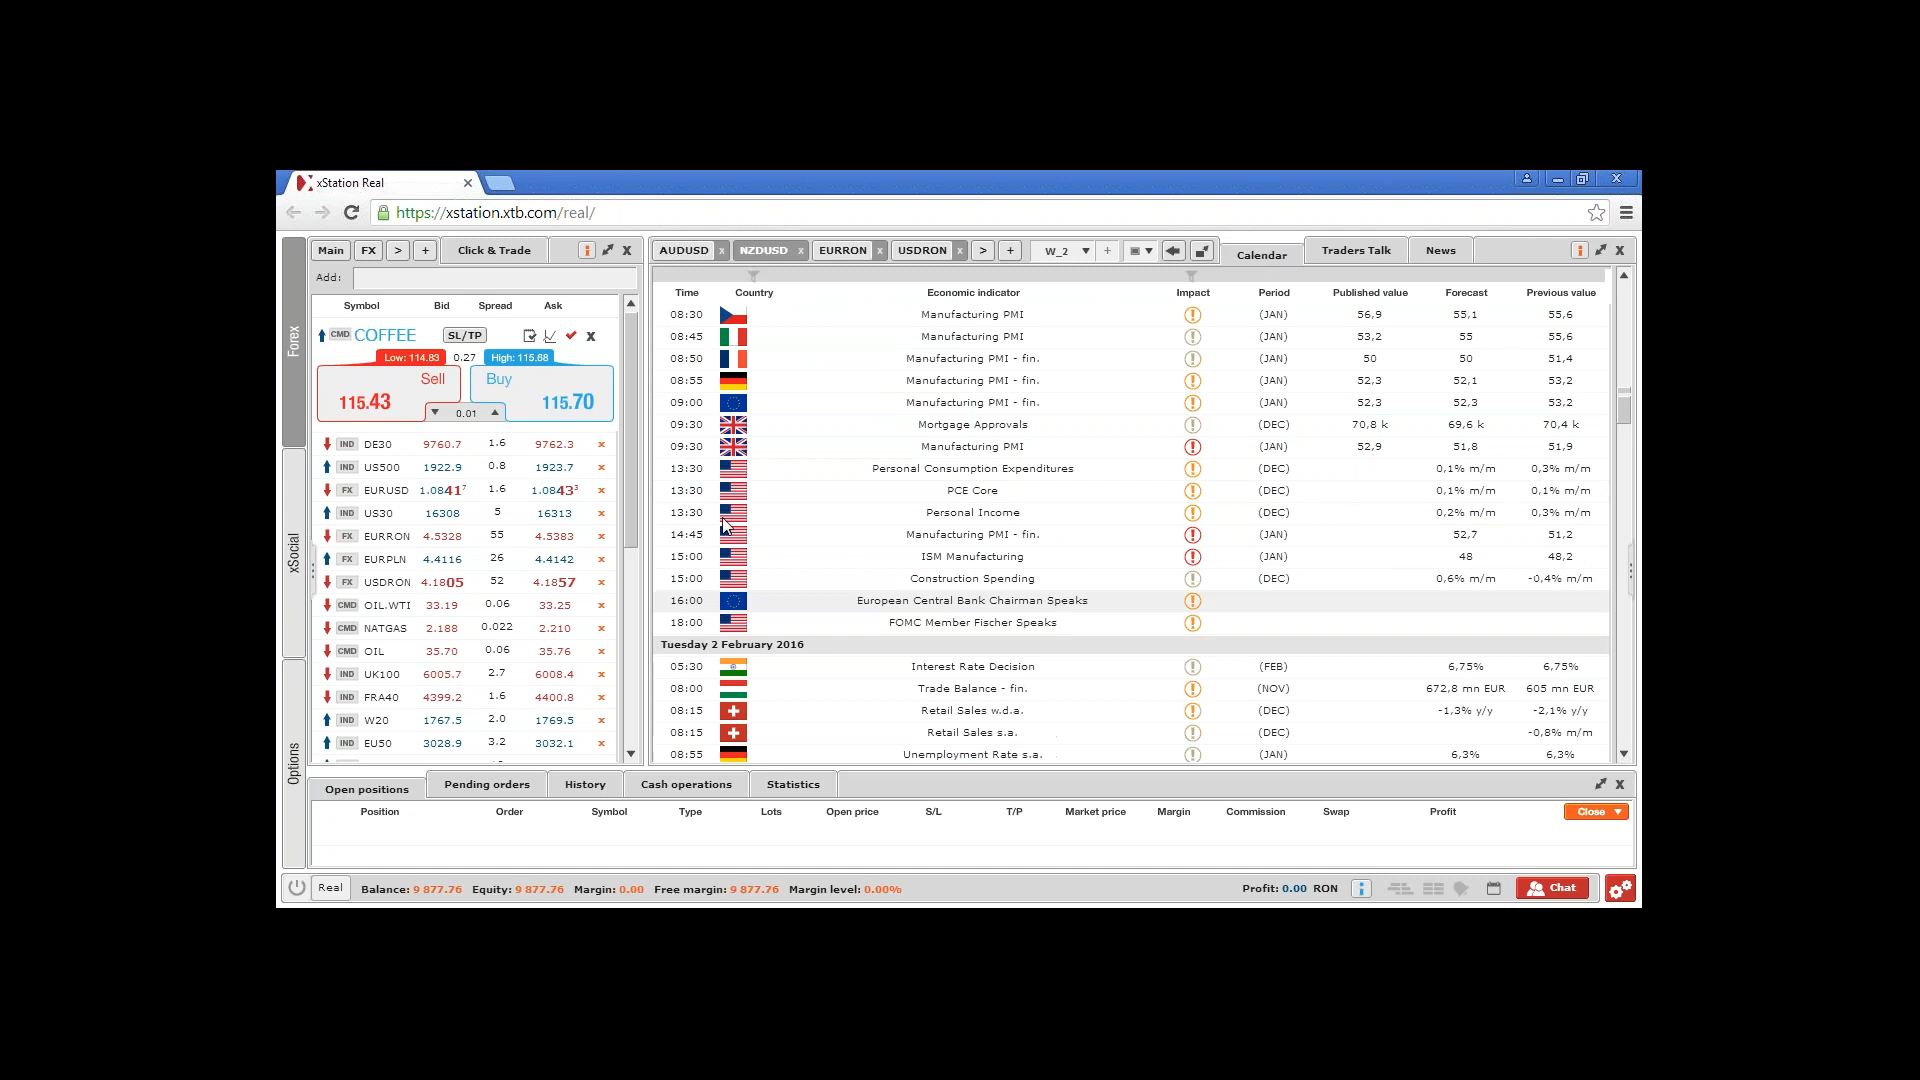 xStation Real
https://xstation.xtb.com/real/
Main FX > + Click & Trade
Add:
Symbol Bid Spread Ask
CMD COFFEE SL/TP
Low: 114.83 0.27 High: 115.68
Sell Buy
115.43 0.01 115.70
IND DE30 9760.7 1.6 9762.3 x
IND US500 1922.9 0.8 1923.7 x
FX EURUSD 1.08417 1.6 1.08433 x
IND US30 16308 5 16313 x
FX EURRON 4.5328 55 4.5383 x
FX EURPLN 4.4116 26 4.4142 x
FX USDRON 4.1805 52 4.1857 x
CMD OIL.WTI 33.19 0.06 33.25 x
CMD NATGAS 2.188 0.022 2.210 x
CMD OIL 35.70 0.06 35.76 x
IND UK100 6005.7 2.7 6008.4 x
IND FRA40 4399.2 1.6 4400.8 x
IND W20 1767.5 2.0 1769.5 x
IND EU50 3028.9 3.2 3032.1 x
Forex
xSocial
Options
AUDUSD x NZDUSD x EURRON x USDRON x > + W_2 + Calendar Traders Talk News
Time Country Economic indicator Impact Period Published value Forecast Previous value
08:30 Manufacturing PMI (JAN) 56,9 55,1 55,6
08:45 Manufacturing PMI (JAN) 53,2 55 55,6
08:50 Manufacturing PMI - fin. (JAN) 50 50 51,4
08:55 Manufacturing PMI - fin. (JAN) 52,3 52,1 53,2
09:00 Manufacturing PMI - fin. (JAN) 52,3 52,3 53,2
09:30 Mortgage Approvals (DEC) 70,8 k 69,6 k 70,4 k
09:30 Manufacturing PMI (JAN) 52,9 51,8 51,9
13:30 Personal Consumption Expenditures (DEC) 0,1% m/m 0,3% m/m
13:30 PCE Core (DEC) 0,1% m/m 0,1% m/m
13:30 Personal Income (DEC) 0,2% m/m 0,3% m/m
14:45 Manufacturing PMI - fin. (JAN) 52,7 51,2
15:00 ISM Manufacturing (JAN) 48 48,2
15:00 Construction Spending (DEC) 0,6% m/m -0,4% m/m
16:00 European Central Bank Chairman Speaks
18:00 FOMC Member Fischer Speaks
Tuesday 2 February 2016
05:30 Interest Rate Decision (FEB) 6,75% 6,75%
08:00 Trade Balance - fin. (NOV) 672,8 mn EUR 605 mn EUR
08:15 Retail Sales w.d.a. (DEC) -1,3% y/y -2,1% y/y
08:15 Retail Sales s.a. (DEC) -0,8% m/m
08:55 Unemployment Rate s.a. (JAN) 6,3% 6,3%
Open positions Pending orders History Cash operations Statistics
Position Order Symbol Type Lots Open price S/L T/P Market price Margin Commission Swap Profit Close
Real Balance: 9 877.76 Equity: 9 877.76 Margin: 0.00 Free margin: 9 877.76 Margin level: 0.00% Profit: 0.00 RON Chat